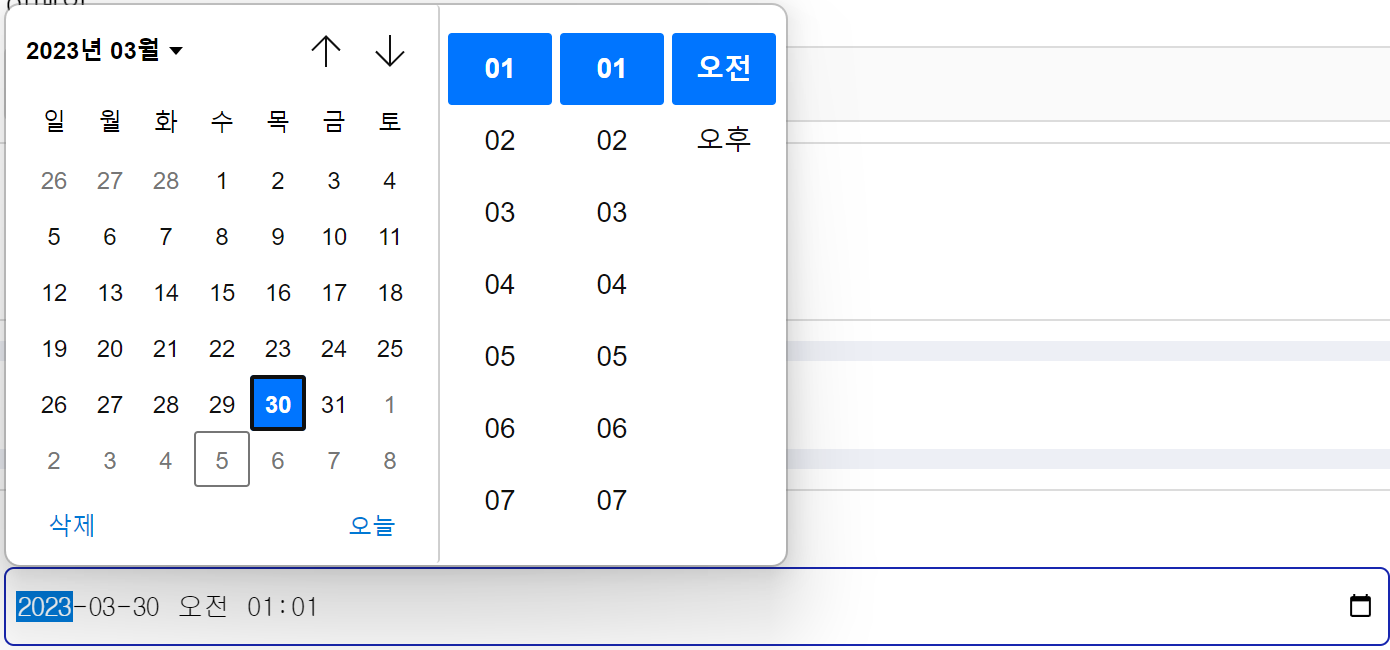 2023년 03월
일 월 화 수 목 금 토
26 27 28 1 2 3 4
5 6 7 8 9 10 11
12 13 14 15 16 17 18
19 20 21 22 23 24 25
26 27 28 29 30 31 1
2 3 4 5 6 7 8
삭제 오늘
01 01 오전
02 02 오후
03 03
04 04
05 05
06 06
07 07
2023-03-30 오전 01:01